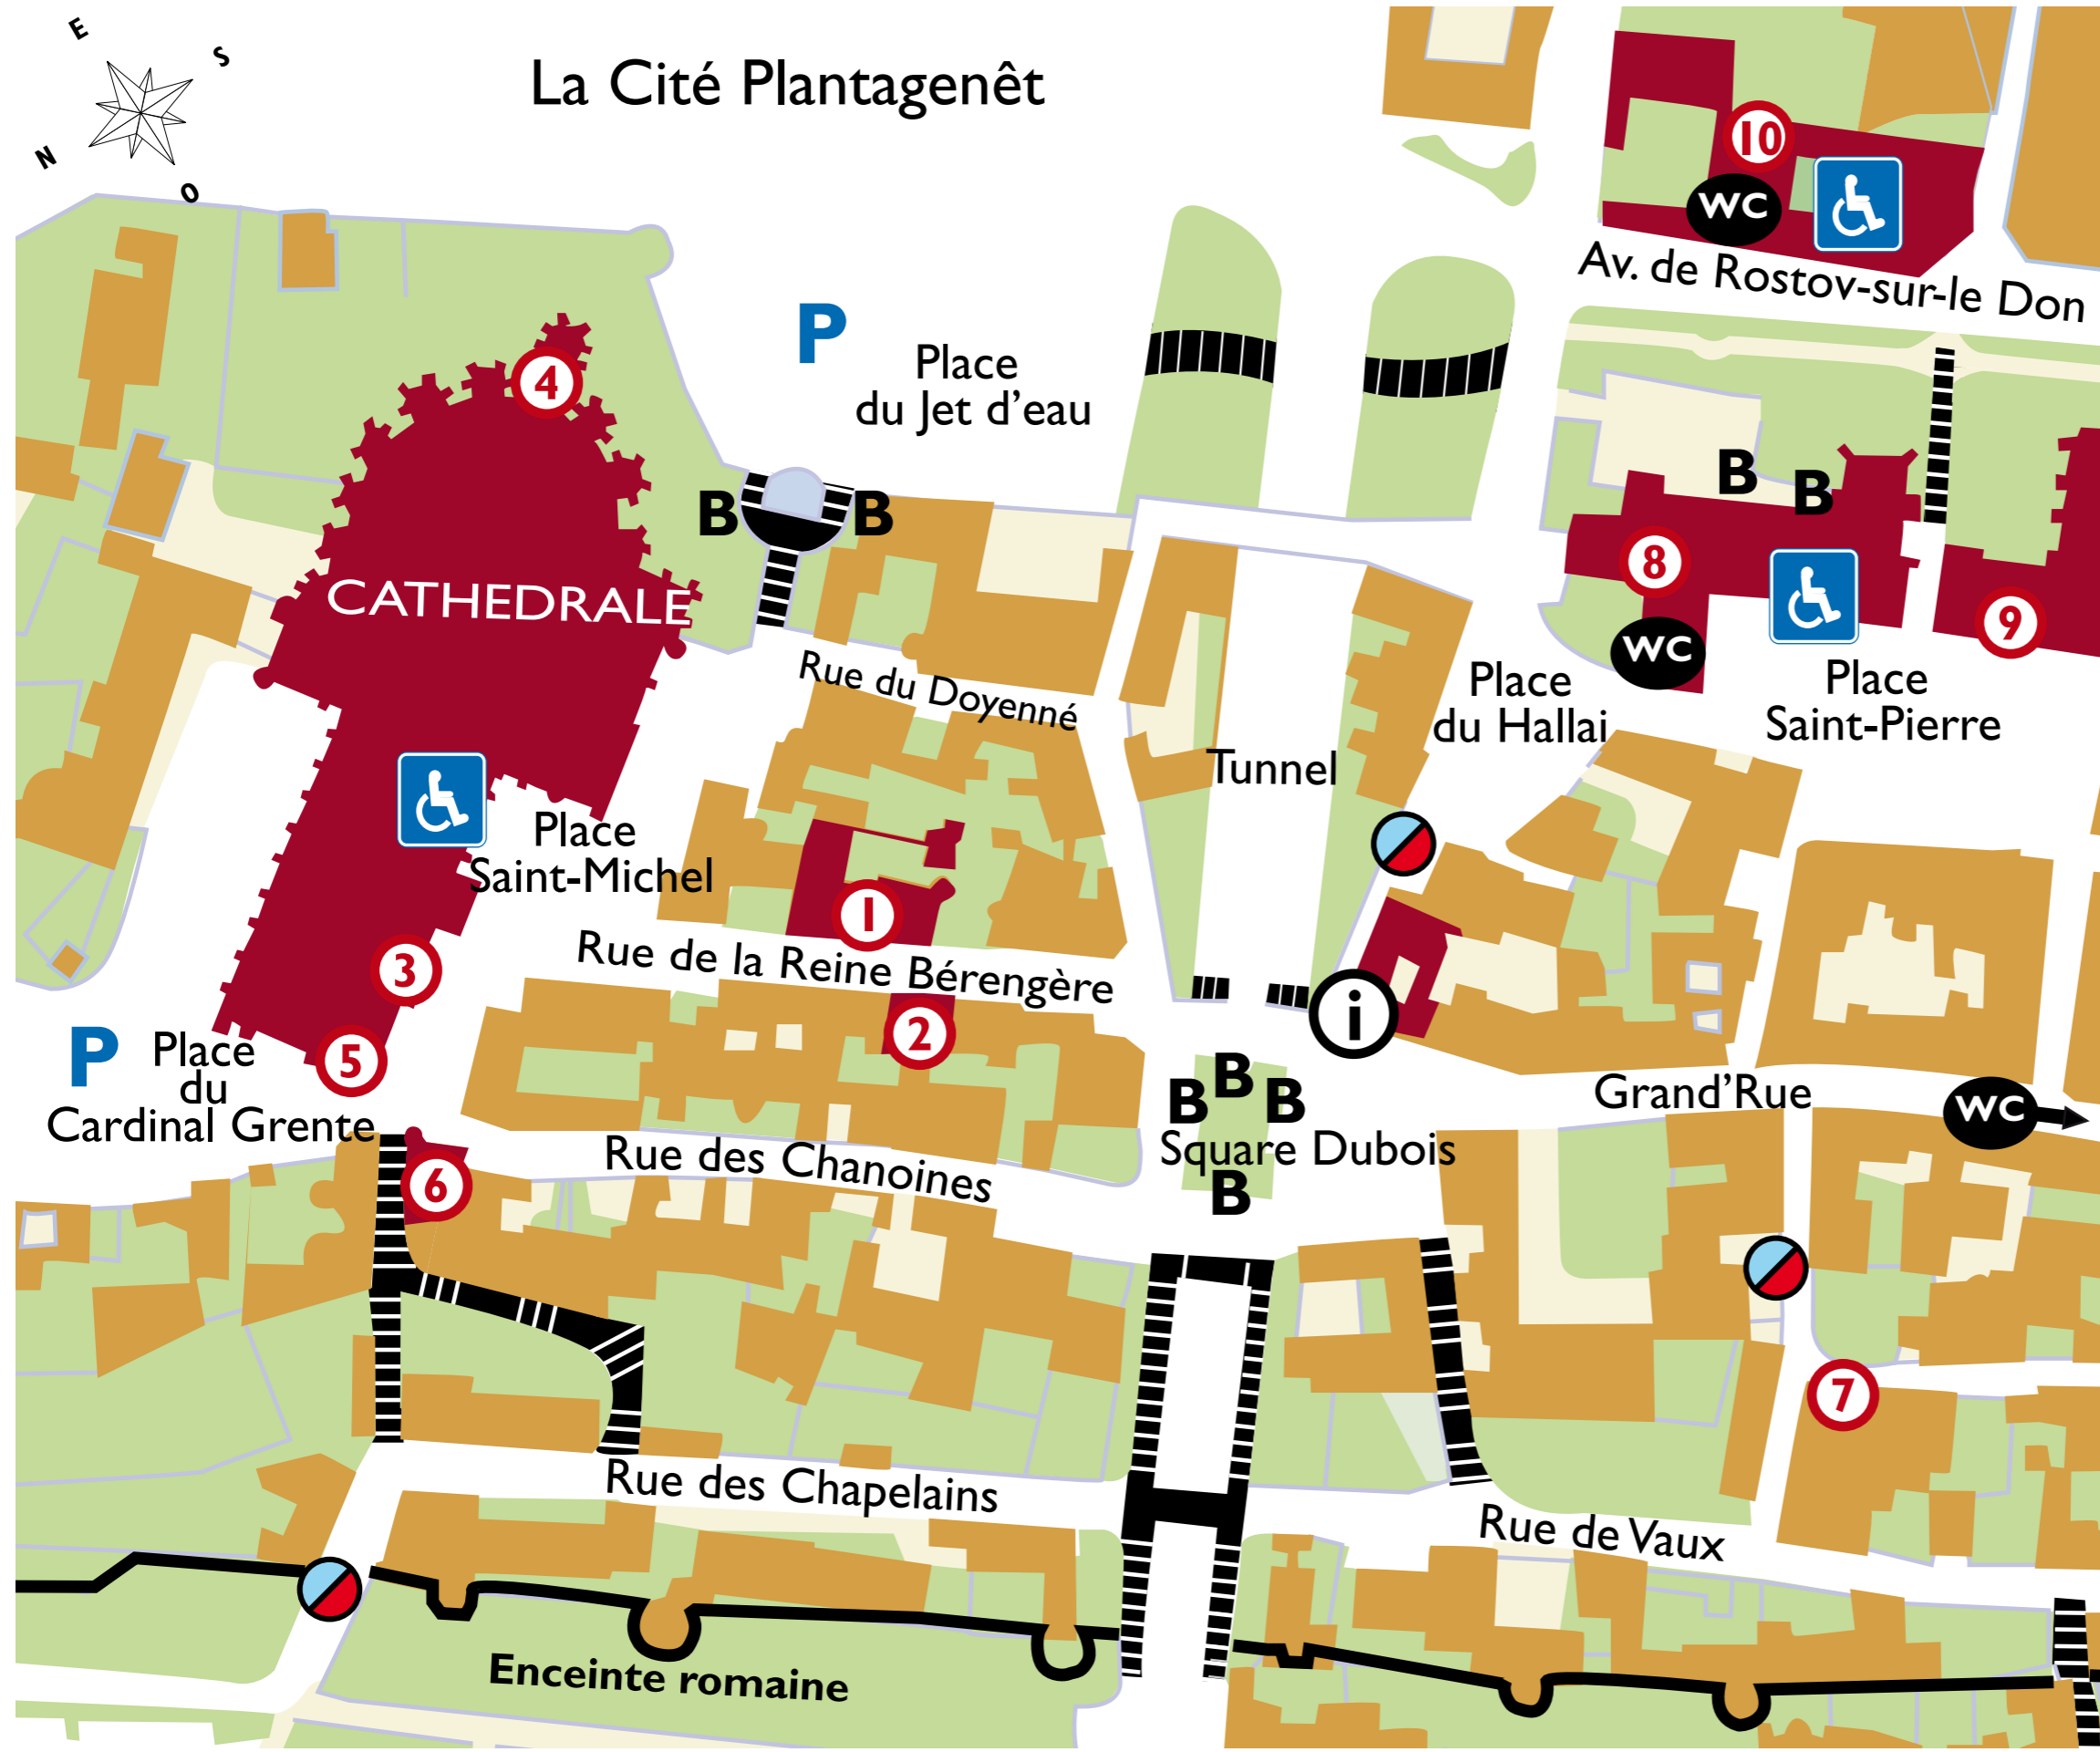 E
S
N
O
La Cité Plantagenêt
10
WC
Av. de Rostov-sur-le Don
P
Place
du Jet d'eau
4
B
B
B
B
CATHEDRALE
8
WC
9
Rue du Doyenné
Place
du Hallai
Place
Saint-Pierre
Tunnel
Place
Saint-Michel
1
Rue de la Reine Bérengère
3
2
i
P
Place
du
Cardinal Grente
5
B
B
B
Square Dubois
B
Grand'Rue
WC
6
Rue des Chanoines
7
Rue des Chapelains
Rue de Vaux
Enceinte romaine